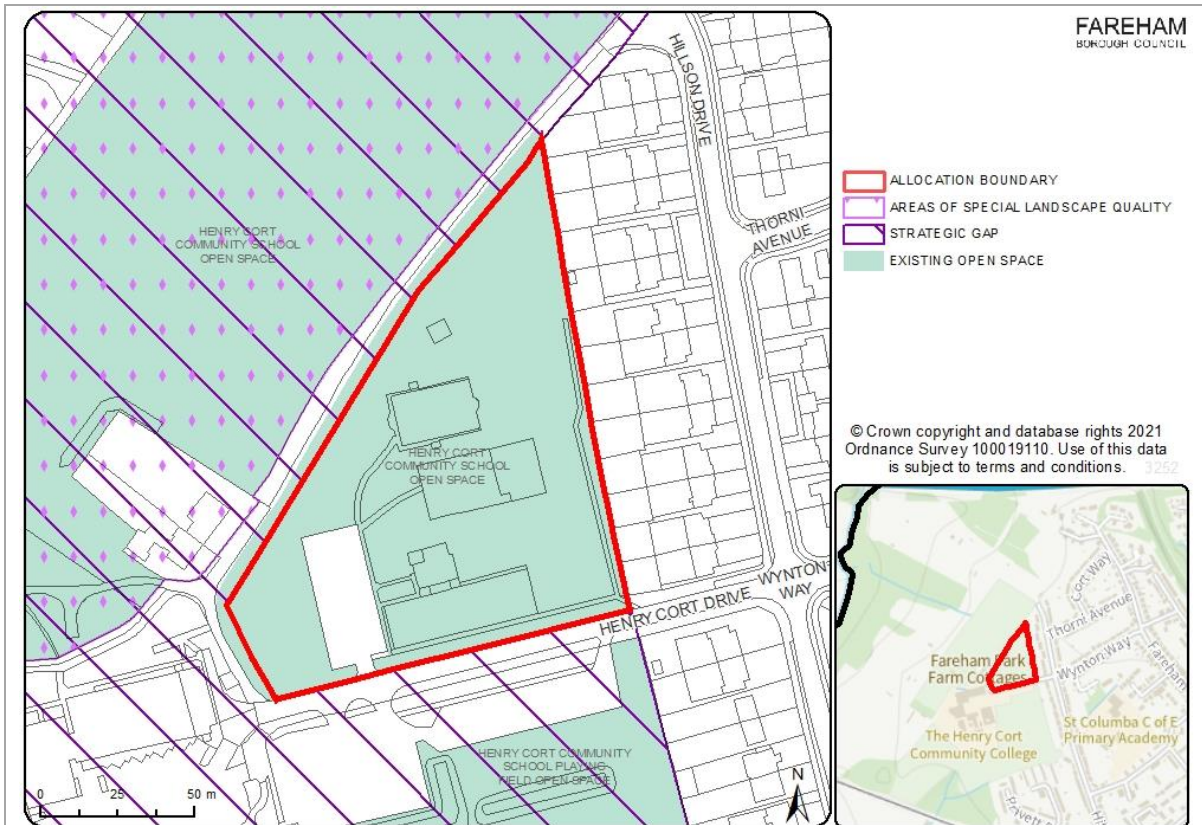 FAREHAM
BOROUGH COUNCIL
HILLSON DRIVE
THORNI
AVENUE
HENRY CORT
COMMUNITY SCHOOL
OPEN SPACE
ALLOCATION BOUNDARY
AREAS OF SPECIAL LANDSCAPE QUALITY
STRATEGIC GAP
EXISTING OPEN SPACE
HENRY CORT
COMMUNITY SCHOOL
OPEN SPACE
© Crown copyright and database rights 2021
Ordnance Survey 100019110. Use of this data
is subject to terms and conditions. 3252
WYNTON
WAY
HENRY CORT DRIVE
HENRY CORT COMMUNITY
SCHOOL PLAYING
FIELD OPEN SPACE
0 25 50 m
N
Cort Way
Thorni Avenue
Wynton Way
Fareham
Fareham Park
Farm Cottages
St Columba C of E
Primary Academy
The Henry Cort
Community College